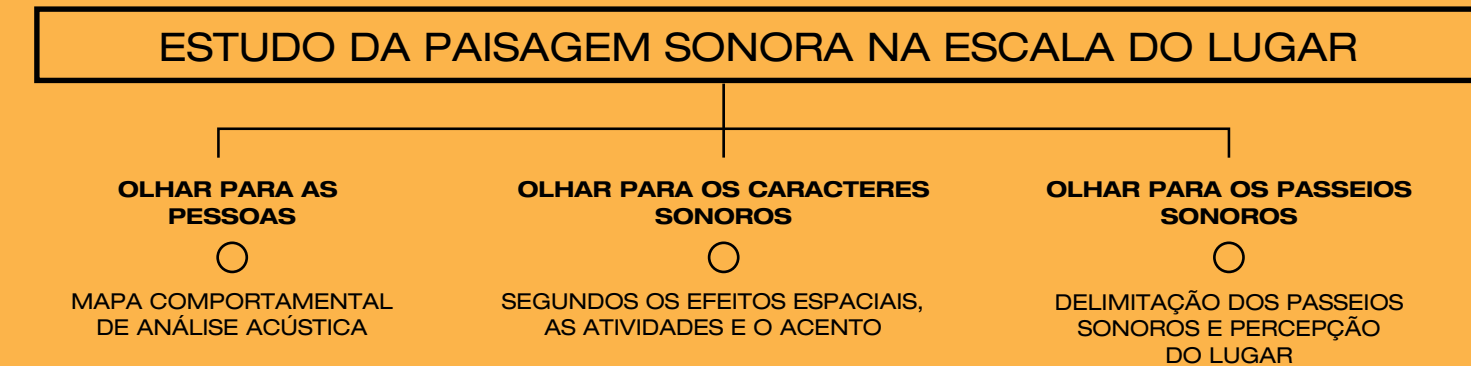 ESTUDO DA PAISAGEM SONORA NA ESCALA DO LUGAR
OLHAR PARA AS
PESSOAS
MAPA COMPORTAMENTAL
DE ANÁLISE ACÚSTICA
OLHAR PARA OS CARACTERES
SONOROS
SEGUNDOS OS EFEITOS ESPACIAIS,
AS ATIVIDADES E O ACENTO
OLHAR PARA OS PASSEIOS
SONOROS
DELIMITAÇÃO DOS PASSEIOS
SONOROS E PERCEPÇÃO
DO LUGAR